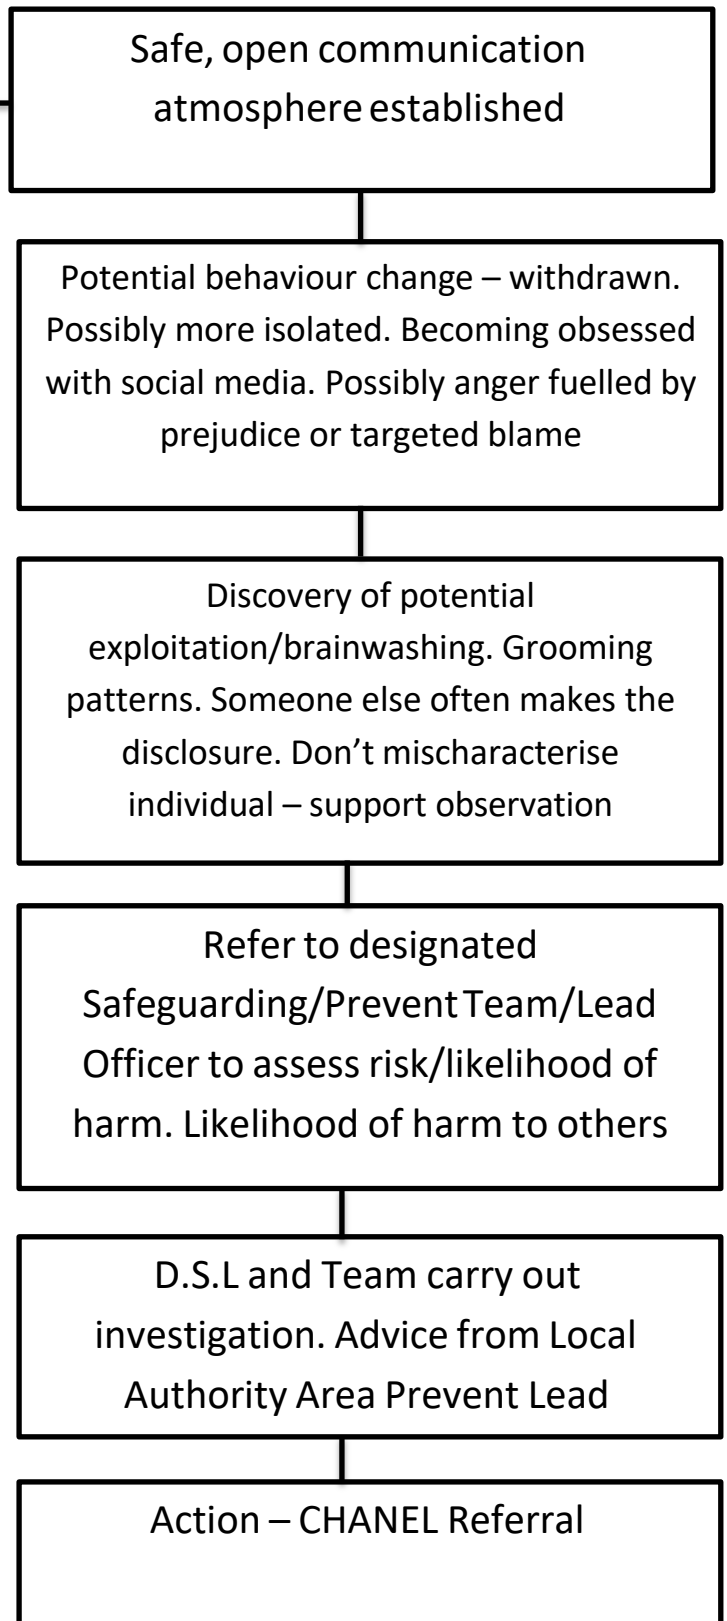 Safe, open communication
atmosphere established
Potential behaviour change – withdrawn.
Possibly more isolated. Becoming obsessed
with social media. Possibly anger fuelled by
prejudice or targeted blame
Discovery of potential
exploitation/brainwashing. Grooming
patterns. Someone else often makes the
disclosure. Don’t mischaracterise
individual – support observation
Refer to designated
Safeguarding/Prevent Team/Lead
Officer to assess risk/likelihood of
harm. Likelihood of harm to others
D.S.L and Team carry out
investigation. Advice from Local
Authority Area Prevent Lead
Action – CHANEL Referral